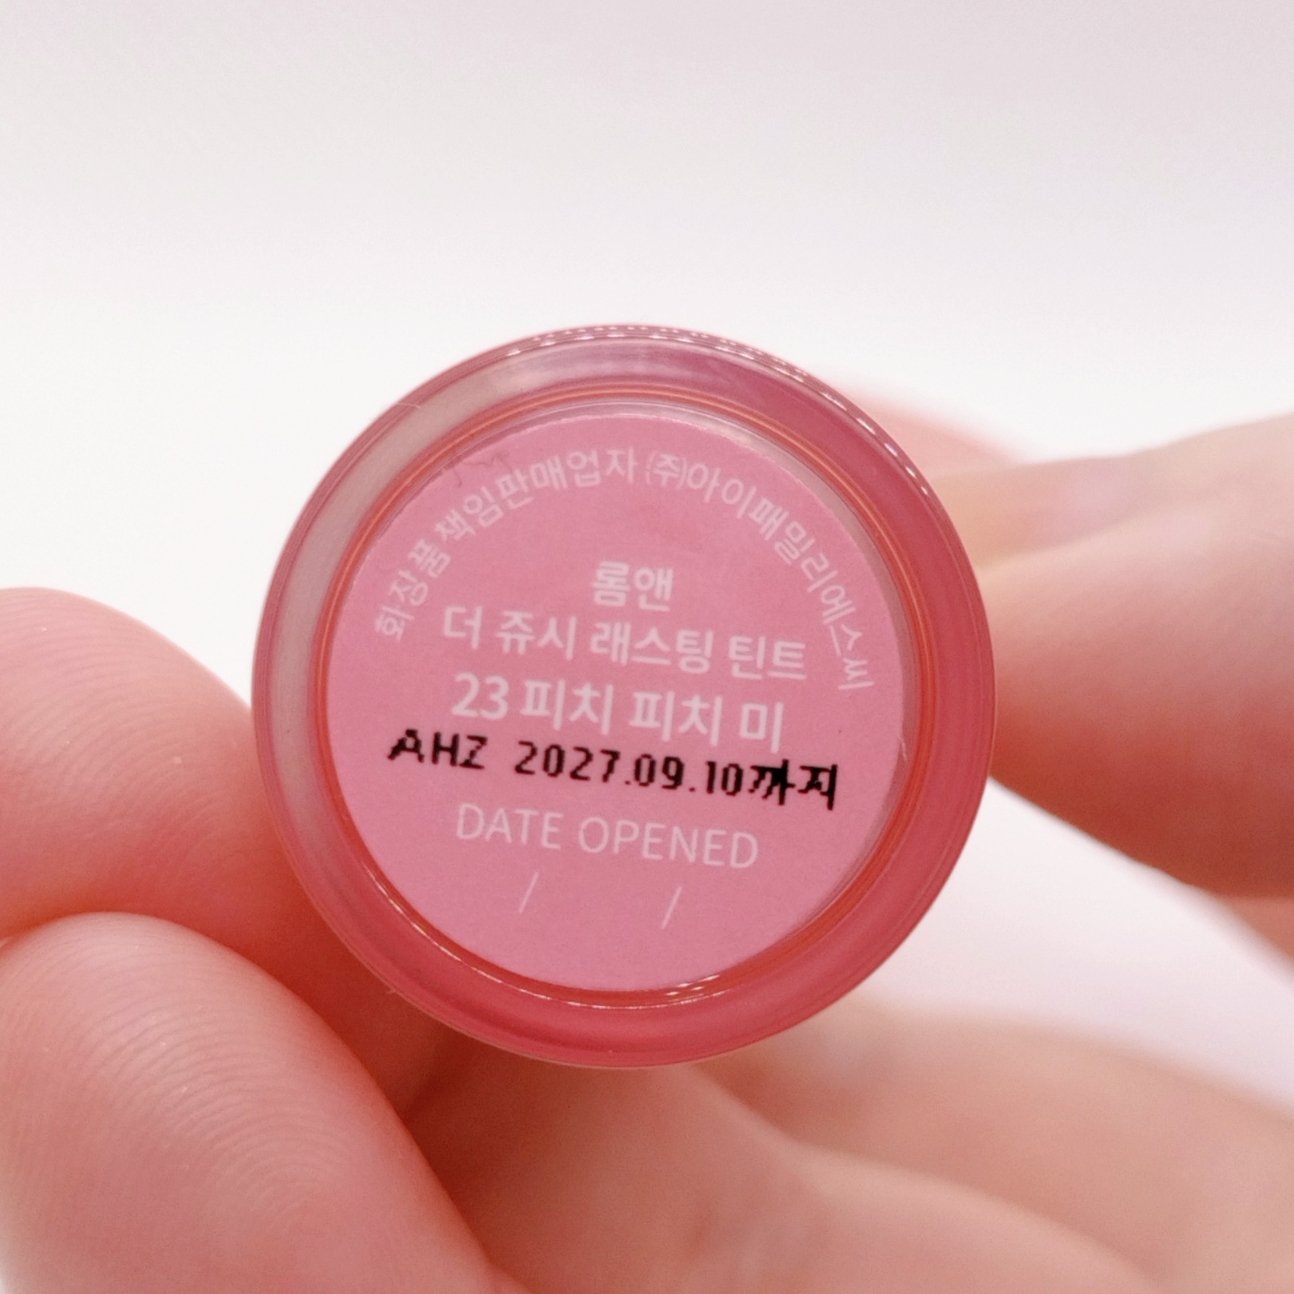 화장품책임판매업자 ㈜아이패밀리에스씨
롬앤
더 쥬시 래스팅 틴트
23 피치 피치 미
AHZ 2027.09.10까지
DATE OPENED
/ /